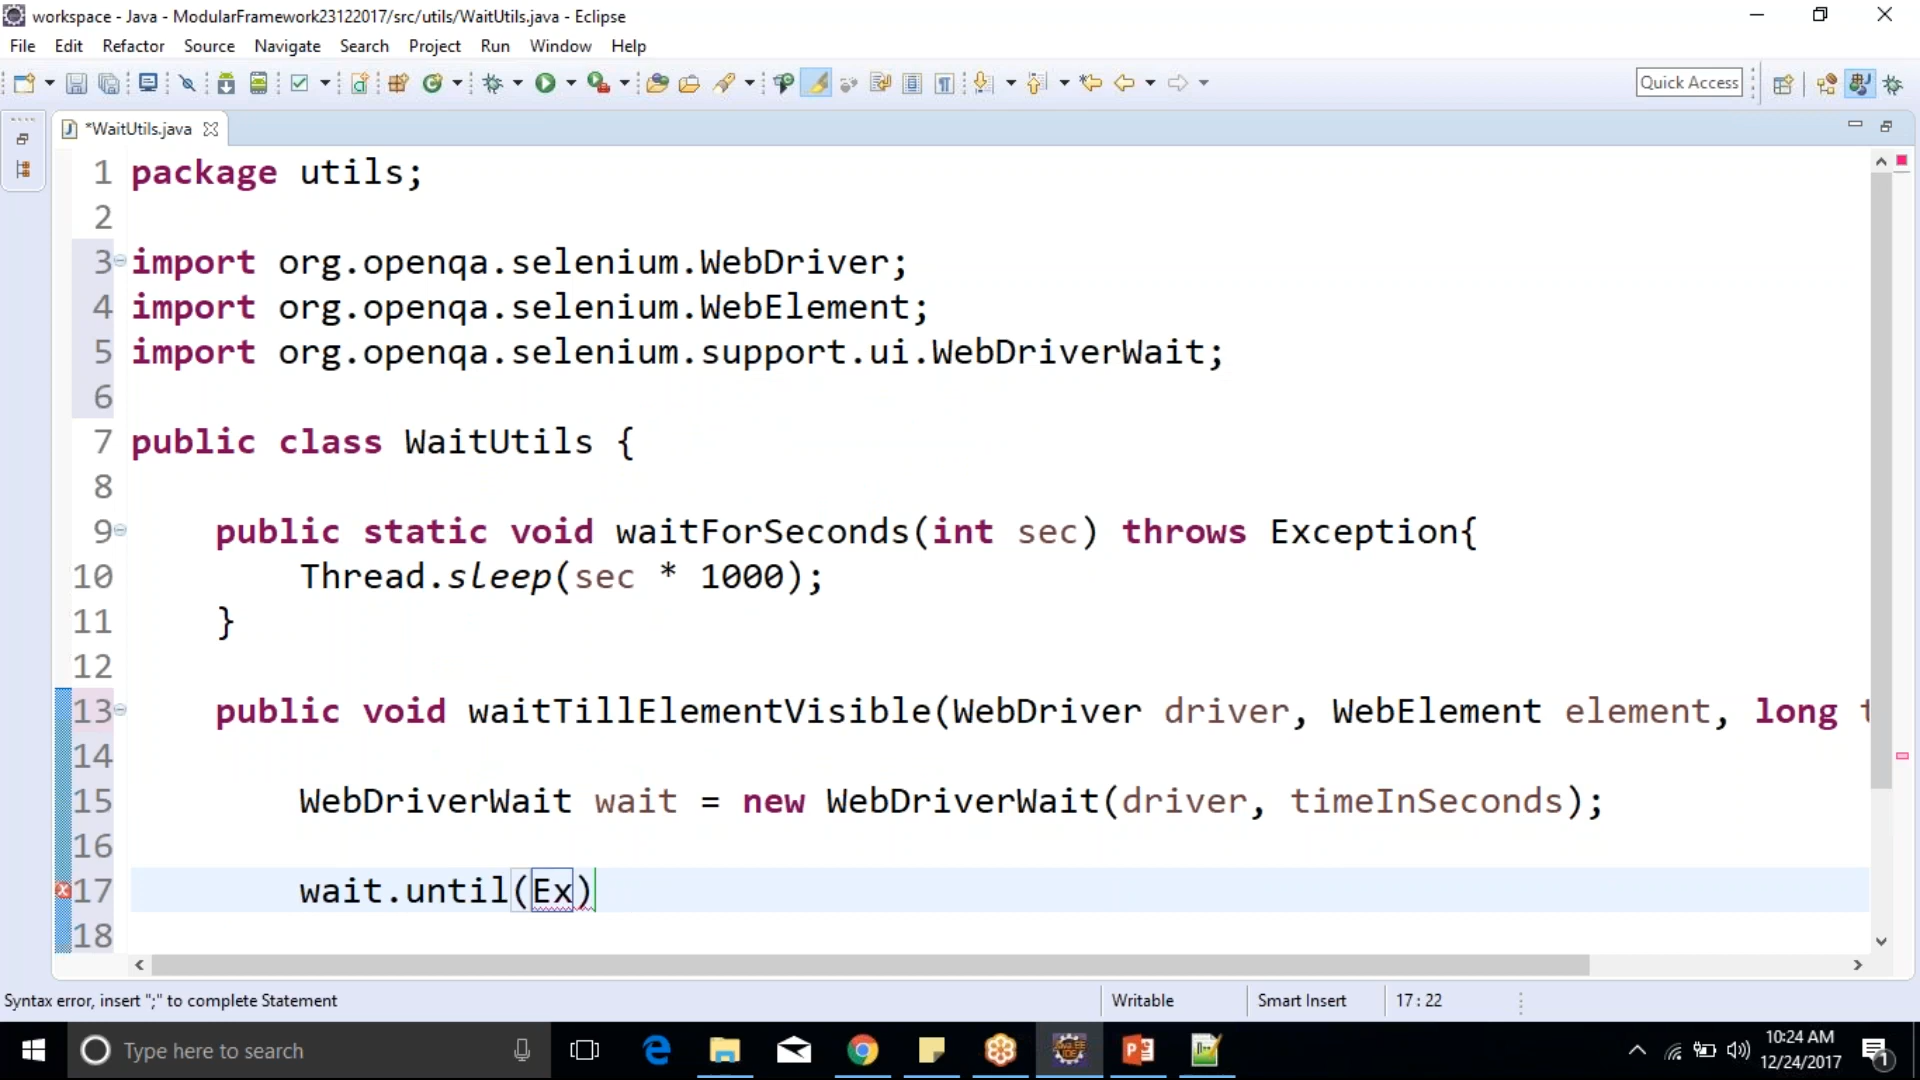 workspace - Java - ModularFramework23122017/src/utils/WaitUtils.java - Eclipse
File Edit Refactor Source Navigate Search Project Run Window Help
Quick Access
*WaitUtils.java
1 package utils;
2
3 import org.openqa.selenium.WebDriver;
4 import org.openqa.selenium.WebElement;
5 import org.openqa.selenium.support.ui.WebDriverWait;
6
7 public class WaitUtils {
8
9 public static void waitForSeconds(int sec) throws Exception{
10 Thread.sleep(sec * 1000);
11 }
12
13 public void waitTillElementVisible(WebDriver driver, WebElement element, long t
14
15 WebDriverWait wait = new WebDriverWait(driver, timeInSeconds);
16
17 wait.until(Ex)
18
Syntax error, insert ";" to complete Statement Writable Smart Insert 17 : 22
Type here to search
10:24 AM
12/24/2017
1